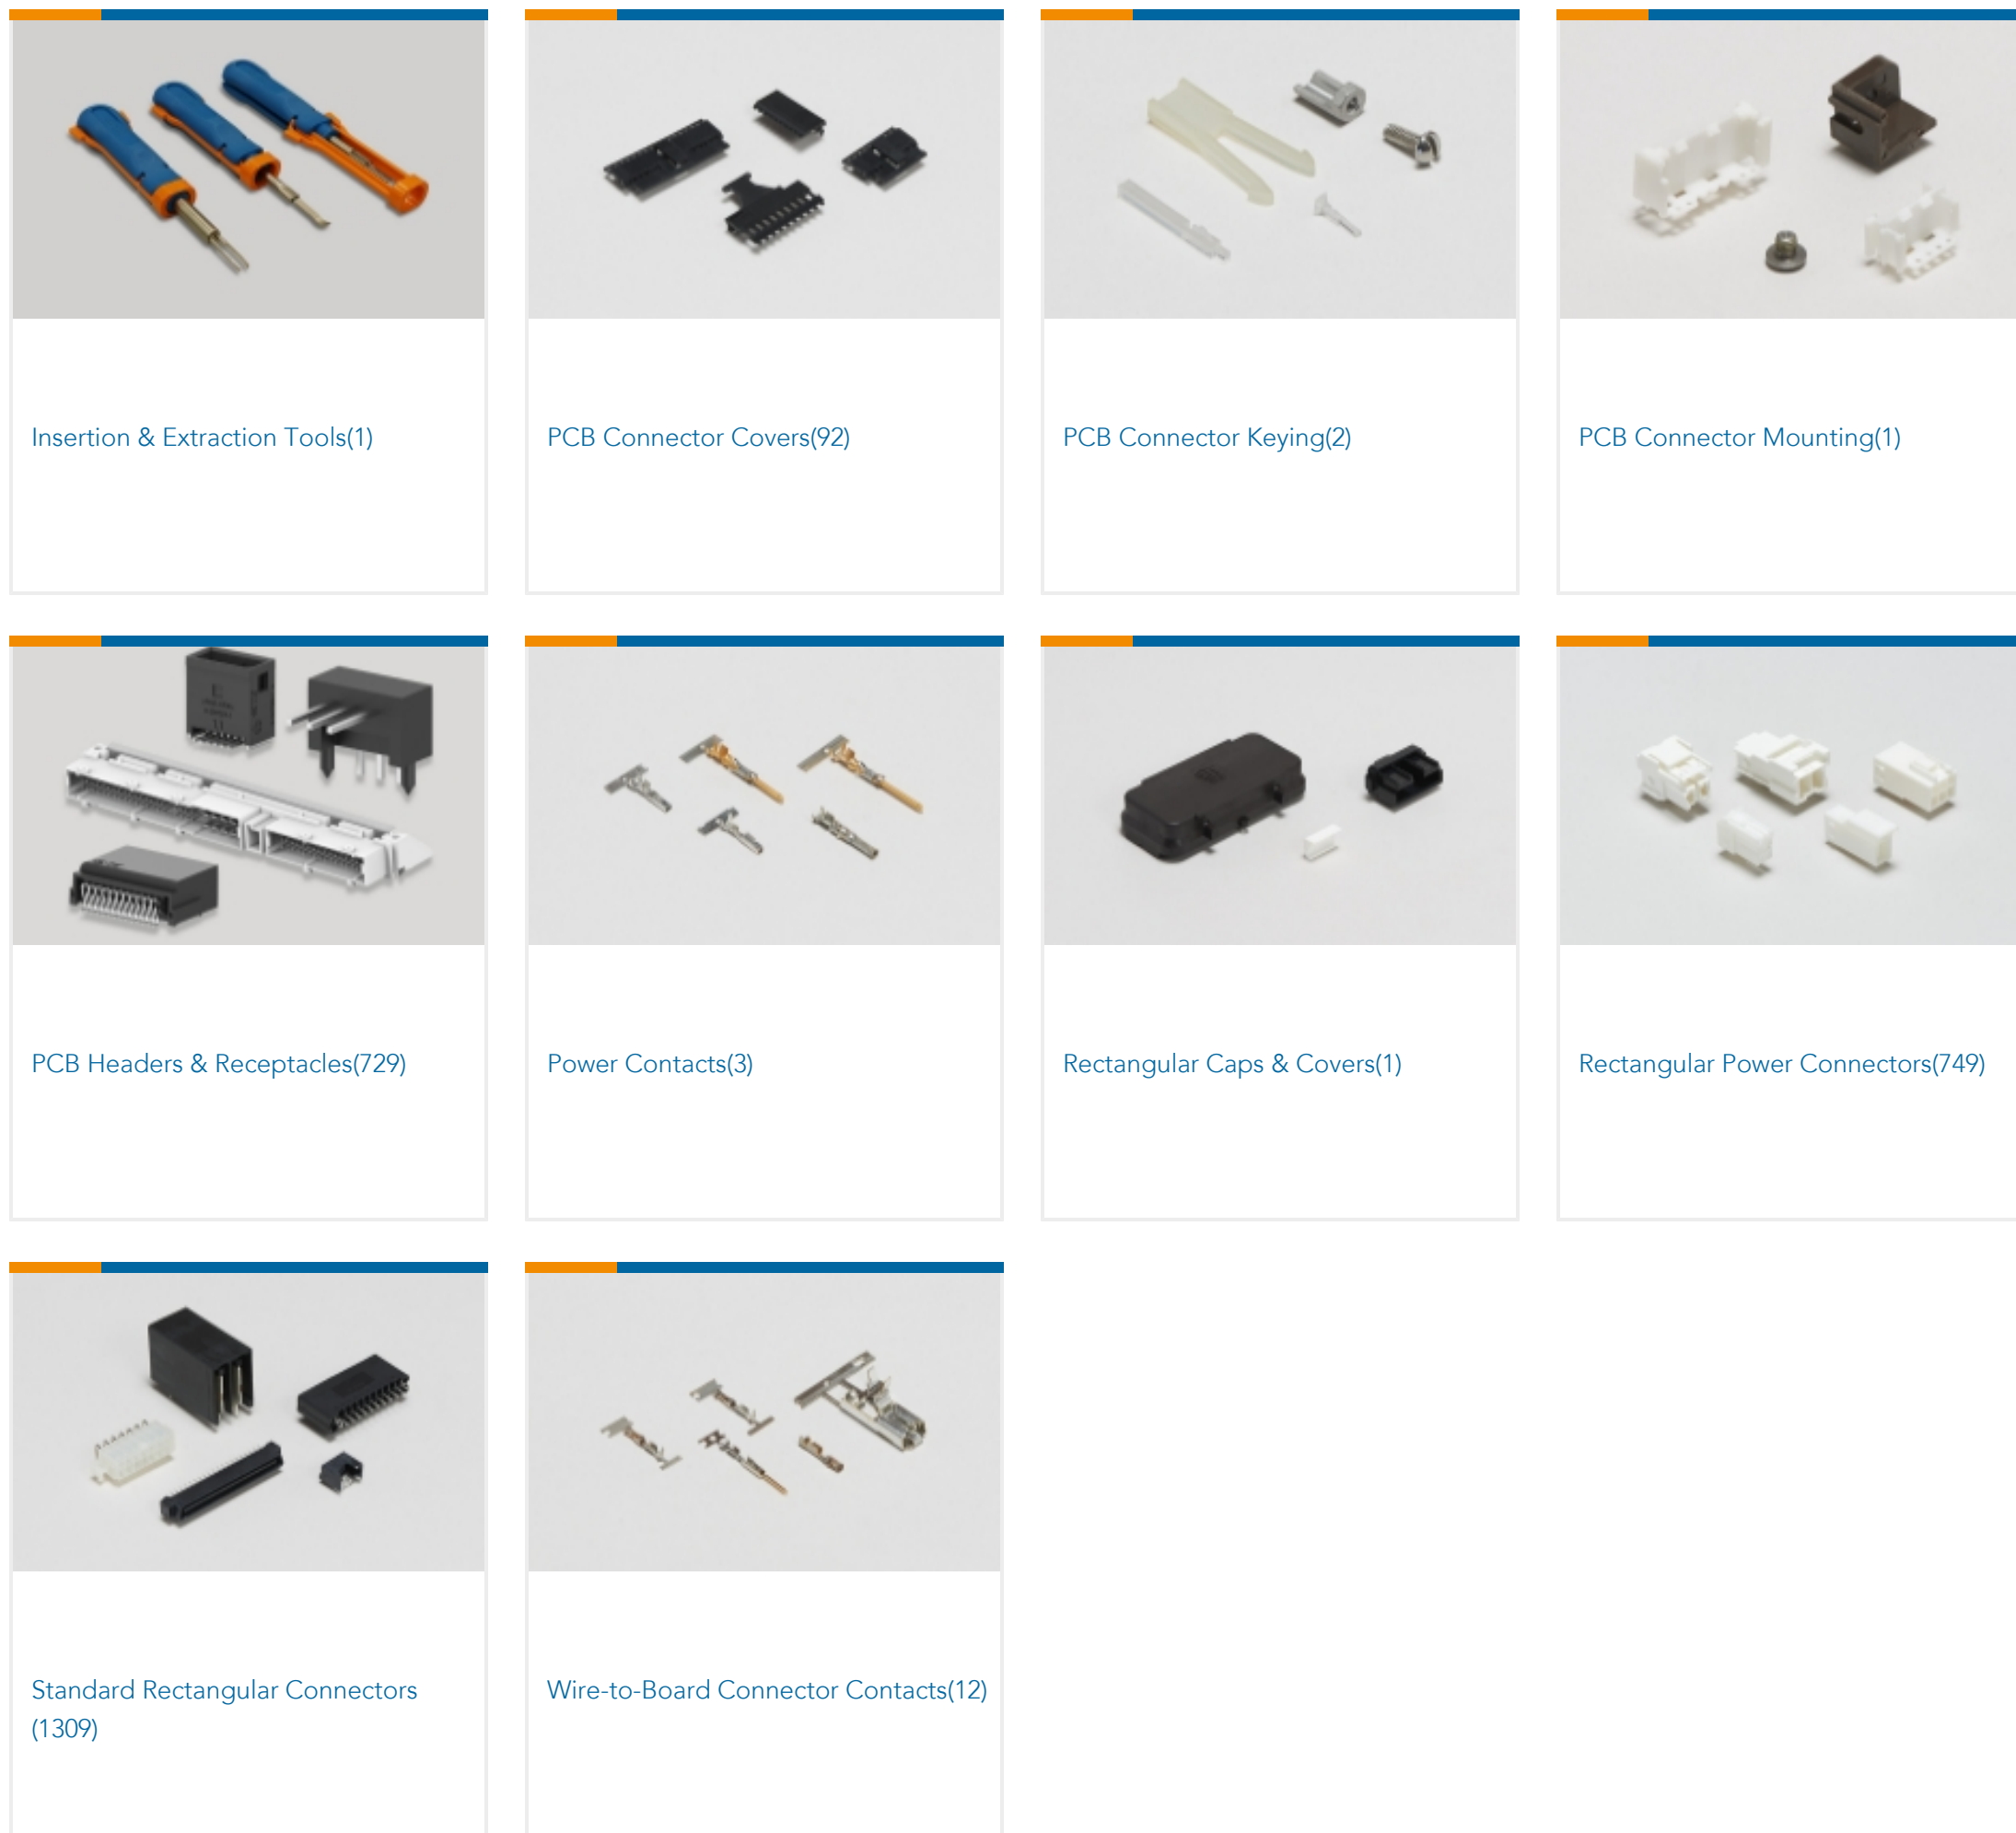 Insertion & Extraction Tools(1)
PCB Connector Covers(92)
PCB Connector Keying(2)
PCB Connector Mounting(1)
PCB Headers & Receptacles(729)
Power Contacts(3)
Rectangular Caps & Covers(1)
Rectangular Power Connectors(749)
Standard Rectangular Connectors
(1309)
Wire-to-Board Connector Contacts(12)